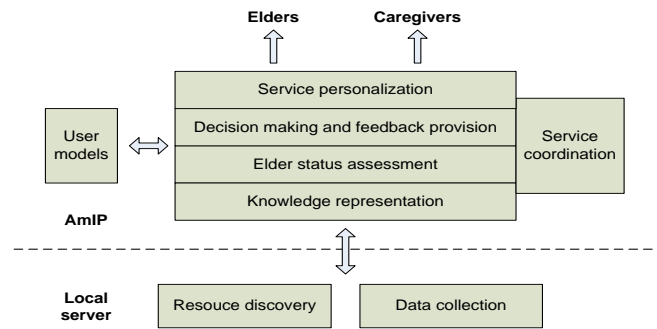 Elders
Caregivers
Service personalization
User
models
Decision making and feedback provision
Service
coordination
Elder status assessment
Knowledge representation
AmIP
Local
server
Resouce discovery
Data collection